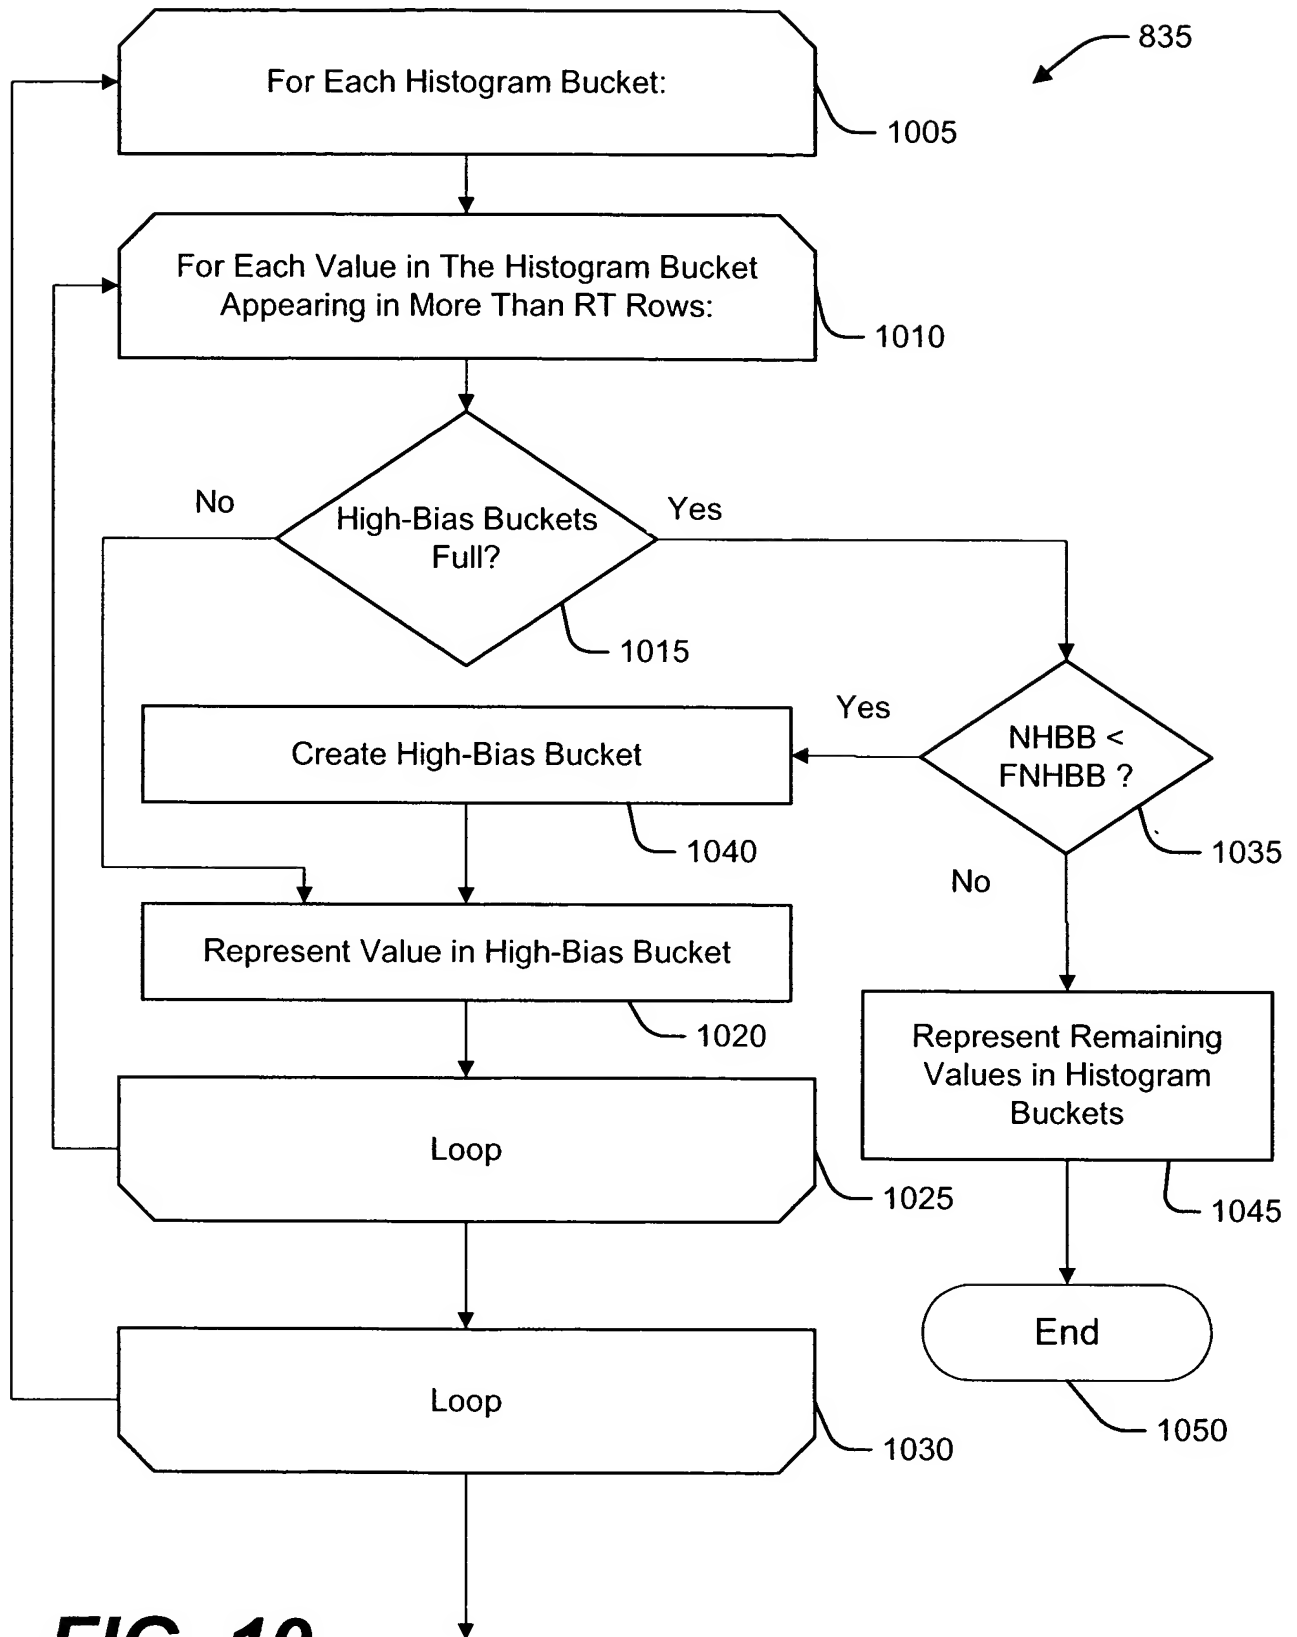 835
For Each Histogram Bucket:
1005
For Each Value in The Histogram Bucket
Appearing in More Than RT Rows:
1010
No
High-Bias Buckets
Full?
Yes
1015
Yes
NHBB <
FNHBB ?
Create High-Bias Bucket
1040
1035
No
Represent Value in High-Bias Bucket
1020
Represent Remaining
Values in Histogram
Buckets
Loop
1025
1045
End
Loop
1030
1050
FIG. 10